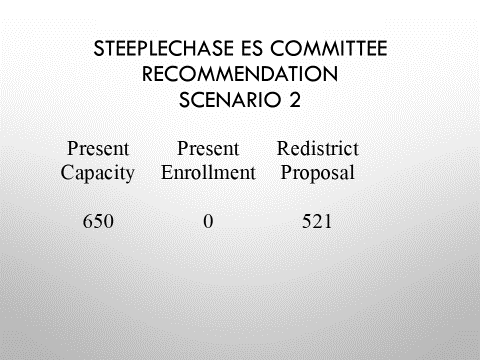 STEEPLECHASE ES COMMITTEE
RECOMMENDATION
SCENARIO 2
Present Present Redistrict
Capacity Enrollment Proposal
650 0 521